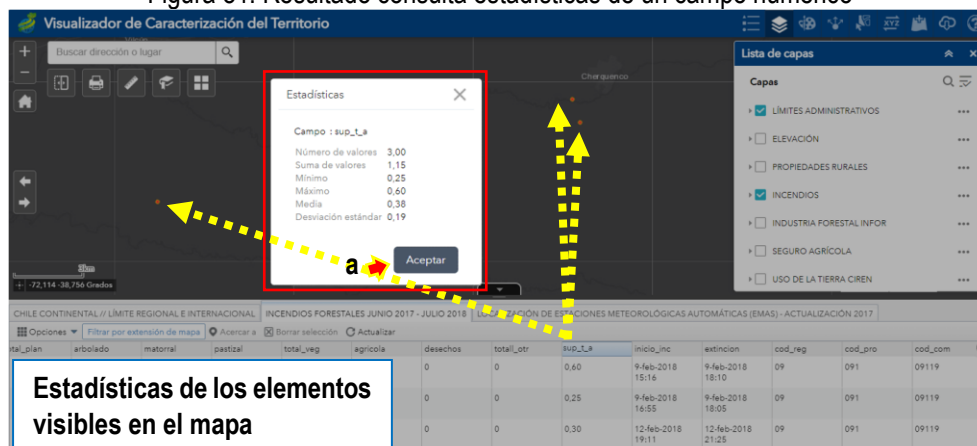 Figura 31. Resultado consulta estadísticas de un campo numérico
Visualizador de Caracterización del Territorio
Buscar dirección o lugar
Cherquenco
Lista de capas
Capas
LÍMITES ADMINISTRATIVOS
ELEVACIÓN
PROPIEDADES RURALES
INCENDIOS
INDUSTRIA FORESTAL INFOR
SEGURO AGRÍCOLA
USO DE LA TIERRA CIREN
Estadísticas
Campo : sup_t_a
Número de valores 3,00
Suma de valores 1,15
Mínimo 0,25
Máximo 0,60
Media 0,38
Desviación estándar 0,19
a
Aceptar
3km
-72,114 -38,756 Grados
CHILE CONTINENTAL // LÍMITE REGIONAL E INTERNACIONAL INCENDIOS FORESTALES JUNIO 2017 - JULIO 2018 LOCALIZACIÓN DE ESTACIONES METEOROLÓGICAS AUTOMÁTICAS (EMAS) - ACTUALIZACIÓN 2017
Opciones Filtrar por extensión de mapa Acercar a Borrar selección Actualizar
total_plan arbolado matorral pastizal total_veg agricola desechos totall_otr sup_t_a inicio_inc extincion cod_reg cod_pro cod_com
0 0 0,60 9-feb-2018 15:16 9-feb-2018 18:10 09 091 09119
0 0 0,25 9-feb-2018 16:55 9-feb-2018 18:05 09 091 09119
0 0 0,30 12-feb-2018 19:11 12-feb-2018 21:25 09 091 09119
Estadísticas de los elementos
visibles en el mapa